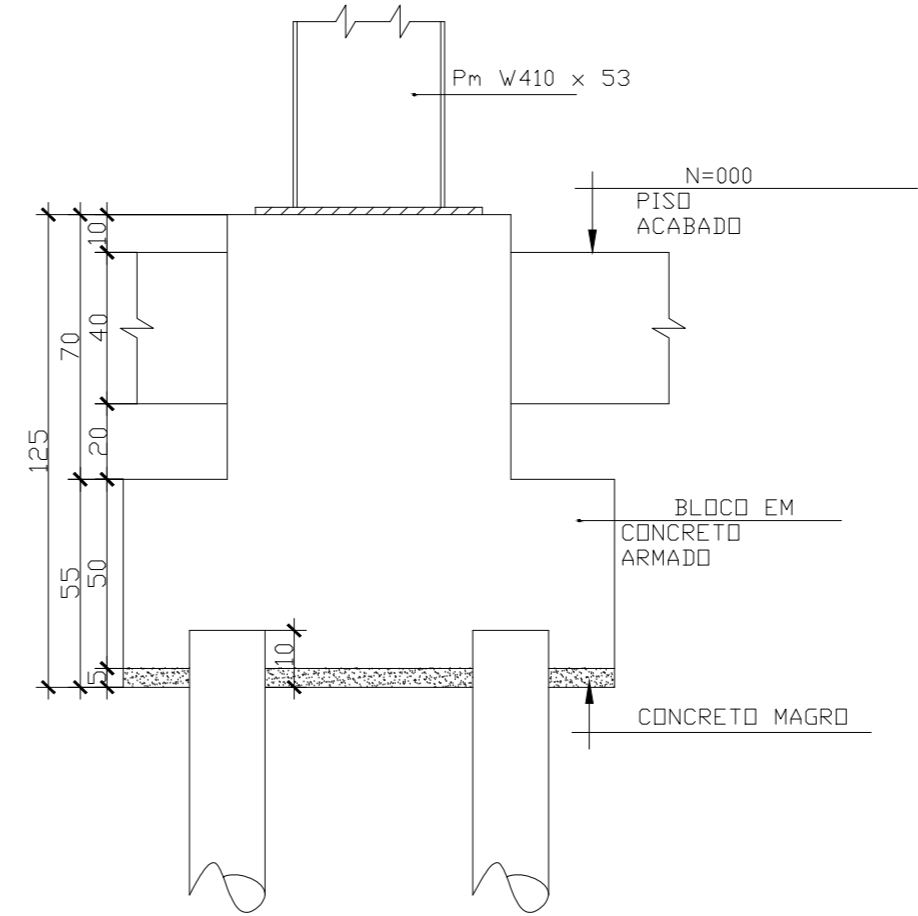 Pm W410 x 53
N=000
PISO
ACABADO
10
40
70
20
125
BLOCO EM
CONCRETO
ARMADO
50
55
10
5
CONCRETO MAGRO